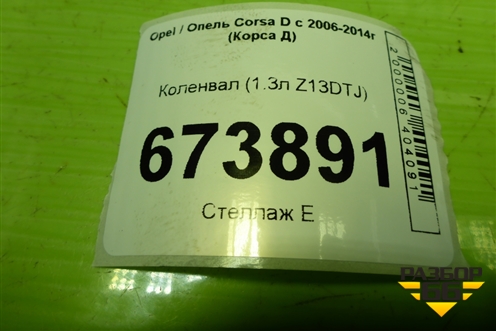 Opel / Опель Corsa D с 2006-2014г
(Корса Д)
Коленвал (1.3л Z13DTJ)
673891
Стеллаж Е
2000006404091
РАЗБОР